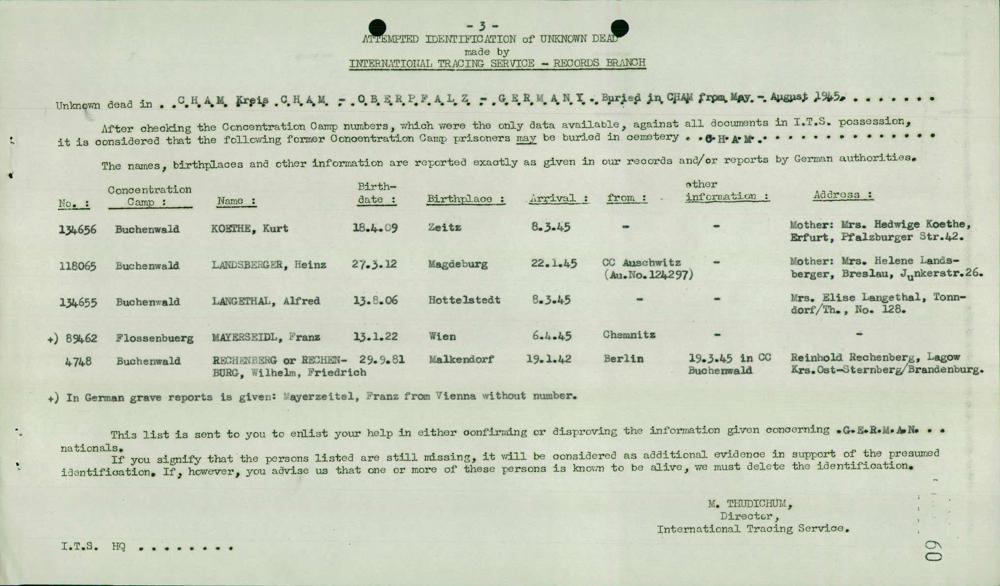 - 3 -
ATTEMPTED IDENTIFICATION of UNKNOWN DEAD
made by
INTERNATIONAL TRACING SERVICE - RECORDS BRANCH
Unknown dead in . . C.H.A.M. Kreis .C.H.A.M. - .O.B.E.R.P.F.A.L.Z. - .G.E.R.M.A.N.Y. . Buried in CHAM from May. - August 1945. . . . . . . .
After checking the Concentration Camp numbers, which were the only data available, against all documents in I.T.S. possession,
it is considered that the following former Concentration Camp prisoners may be buried in cemetery . . C.H.A.M. . . . . . . . . . . . . . .
The names, birthplaces and other information are reported exactly as given in our records and/or reports by German authorities.
No. : Concentration Camp : Name : Birth-date : Birthplace : Arrival : from : other information : Address :
134656 Buchenwald KOETHE, Kurt 18.4.09 Zeitz 8.3.45 - - Mother: Mrs. Hedwige Koethe,
Erfurt, Pfalzburger Str.42.
118065 Buchenwald LANDSBERGER, Heinz 27.3.12 Magdeburg 22.1.45 CC Auschwitz - Mother: Mrs. Helene Lands-
(Au.No.124297) berger, Breslau, Junkerstr.26.
134655 Buchenwald LANGETHAL, Alfred 13.8.06 Hottelstedt 8.3.45 - - Mrs. Elise Langethal, Tonn-
dorf/Th., No. 128.
+) 89462 Flossenbuerg MAYERSEIDL, Franz 13.1.22 Wien 6.4.45 Chemnitz - -
4748 Buchenwald RECHENBERG or RECHEN- 29.9.81 Malkendorf 19.1.42 Berlin 19.3.45 in CC Reinhold Rechenberg, Lagow
BURG, Wilhelm, Friedrich Buchenwald Krs.Ost-Sternberg/Brandenburg.
+) In German grave reports is given: Mayerzeitel, Franz from Vienna without number.
This list is sent to you to enlist your help in either confirming or disproving the information given concerning .G.E.R.M.A.N. . .
nationals.
If you signify that the persons listed are still missing, it will be considered as additional evidence in support of the presumed
identification. If, however, you advise us that one or more of these persons is known to be alive, we must delete the identification.
M. THUDICHUM,
Director,
International Tracing Service.
I.T.S. HQ . . . . . . . .
60